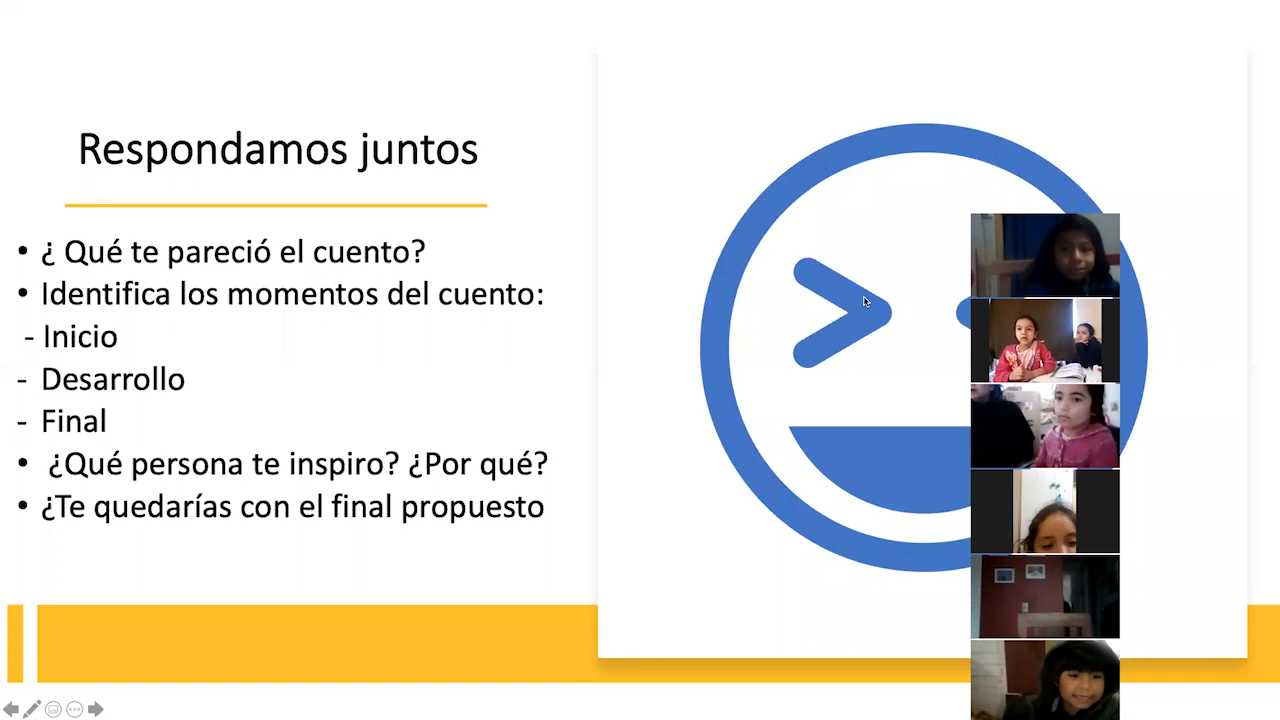 Respondamos juntos
• ¿ Qué te pareció el cuento?
• Identifica los momentos del cuento:
- Inicio
- Desarrollo
- Final
• ¿Qué persona te inspiro? ¿Por qué?
• ¿Te quedarías con el final propuesto